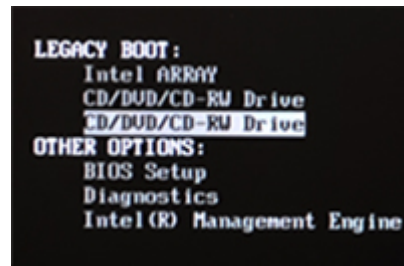 LEGACY BOOT:
Intel ARRAY
CD/DVD/CD-RW Drive
CD/DVD/CD-RW Drive
OTHER OPTIONS:
BIOS Setup
Diagnostics
Intel(R) Management Engine